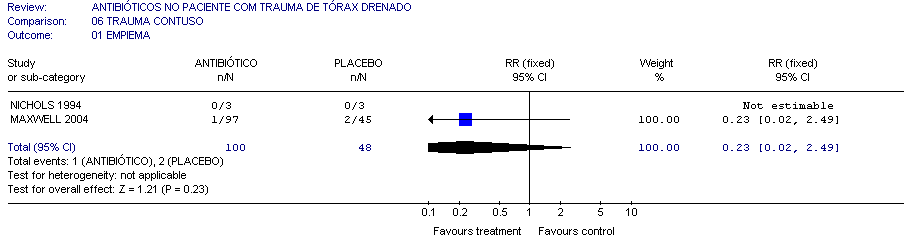 Review: ANTIBIÓTICOS NO PACIENTE COM TRAUMA DE TÓRAX DRENADO
Comparison: 06 TRAUMA CONTUSO
Outcome: 01 EMPIEMA
Study ANTIBIÓTICO PLACEBO RR (fixed) Weight RR (fixed)
or sub-category n/N n/N 95% CI % 95% CI
NICHOLS 1994 0/3 0/3 Not estimable
MAXWELL 2004 1/97 2/45 100.00 0.23 [0.02, 2.49]
Total (95% CI) 100 48 100.00 0.23 [0.02, 2.49]
Total events: 1 (ANTIBIÓTICO), 2 (PLACEBO)
Test for heterogeneity: not applicable
Test for overall effect: Z = 1.21 (P = 0.23)
0.1 0.2 0.5 1 2 5 10
Favours treatment Favours control